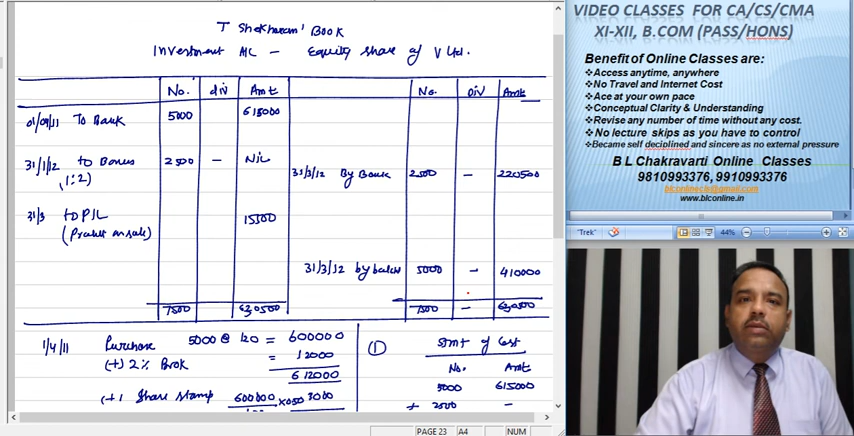 T Shekharam' Book
Investment A/C – Equity share of V Ltd.
No. div Amt No. DIV Amt
01/04/11 To Bank 5000 615000
31/1/12 to Bonus (1:2) 2500 – NIL
31/3/12 By Bank 2500 – 220500
31/3 to P/L (Profit on sale) 15500
31/3/12 by balance 5000 – 410000
7500 630500 7500 – 630500
1/4/11 Purchase 5000 @ 120 = 600000
(+) 2% Brok = 12000
612000
(+) Share stamp 600000 x 0.50 3000
① Stmt of Cost
No. Amt
5000 615000
+ 2500 –
PAGE 23 A4 NUM
VIDEO CLASSES FOR CA/CS/CMA
XI-XII, B.COM (PASS/HONS)
Benefit of Online Classes are:
❖Access anytime, anywhere
❖No Travel and Internet Cost
❖Ace at your own pace
❖Conceptual Clarity & Understanding
❖Revise any number of time without any cost.
❖No lecture skips as you have to control
❖Became self deciplined and sincere as no external pressure
B L Chakravarti Online Classes
9810993376, 9910993376
www.blconline.in
"Trek" 44%